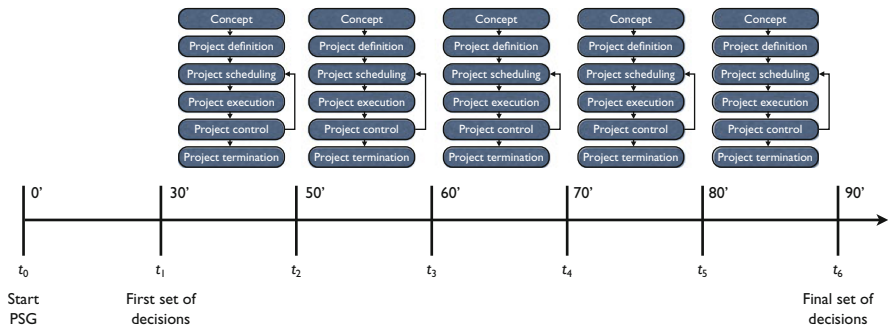 Concept
Project definition
Project scheduling
Project execution
Project control
Project termination
Concept
Project definition
Project scheduling
Project execution
Project control
Project termination
Concept
Project definition
Project scheduling
Project execution
Project control
Project termination
Concept
Project definition
Project scheduling
Project execution
Project control
Project termination
Concept
Project definition
Project scheduling
Project execution
Project control
Project termination
0' 30' 50' 60' 70' 80' 90'
t0 t1 t2 t3 t4 t5 t6
Start
PSG
First set of
decisions
Final set of
decisions